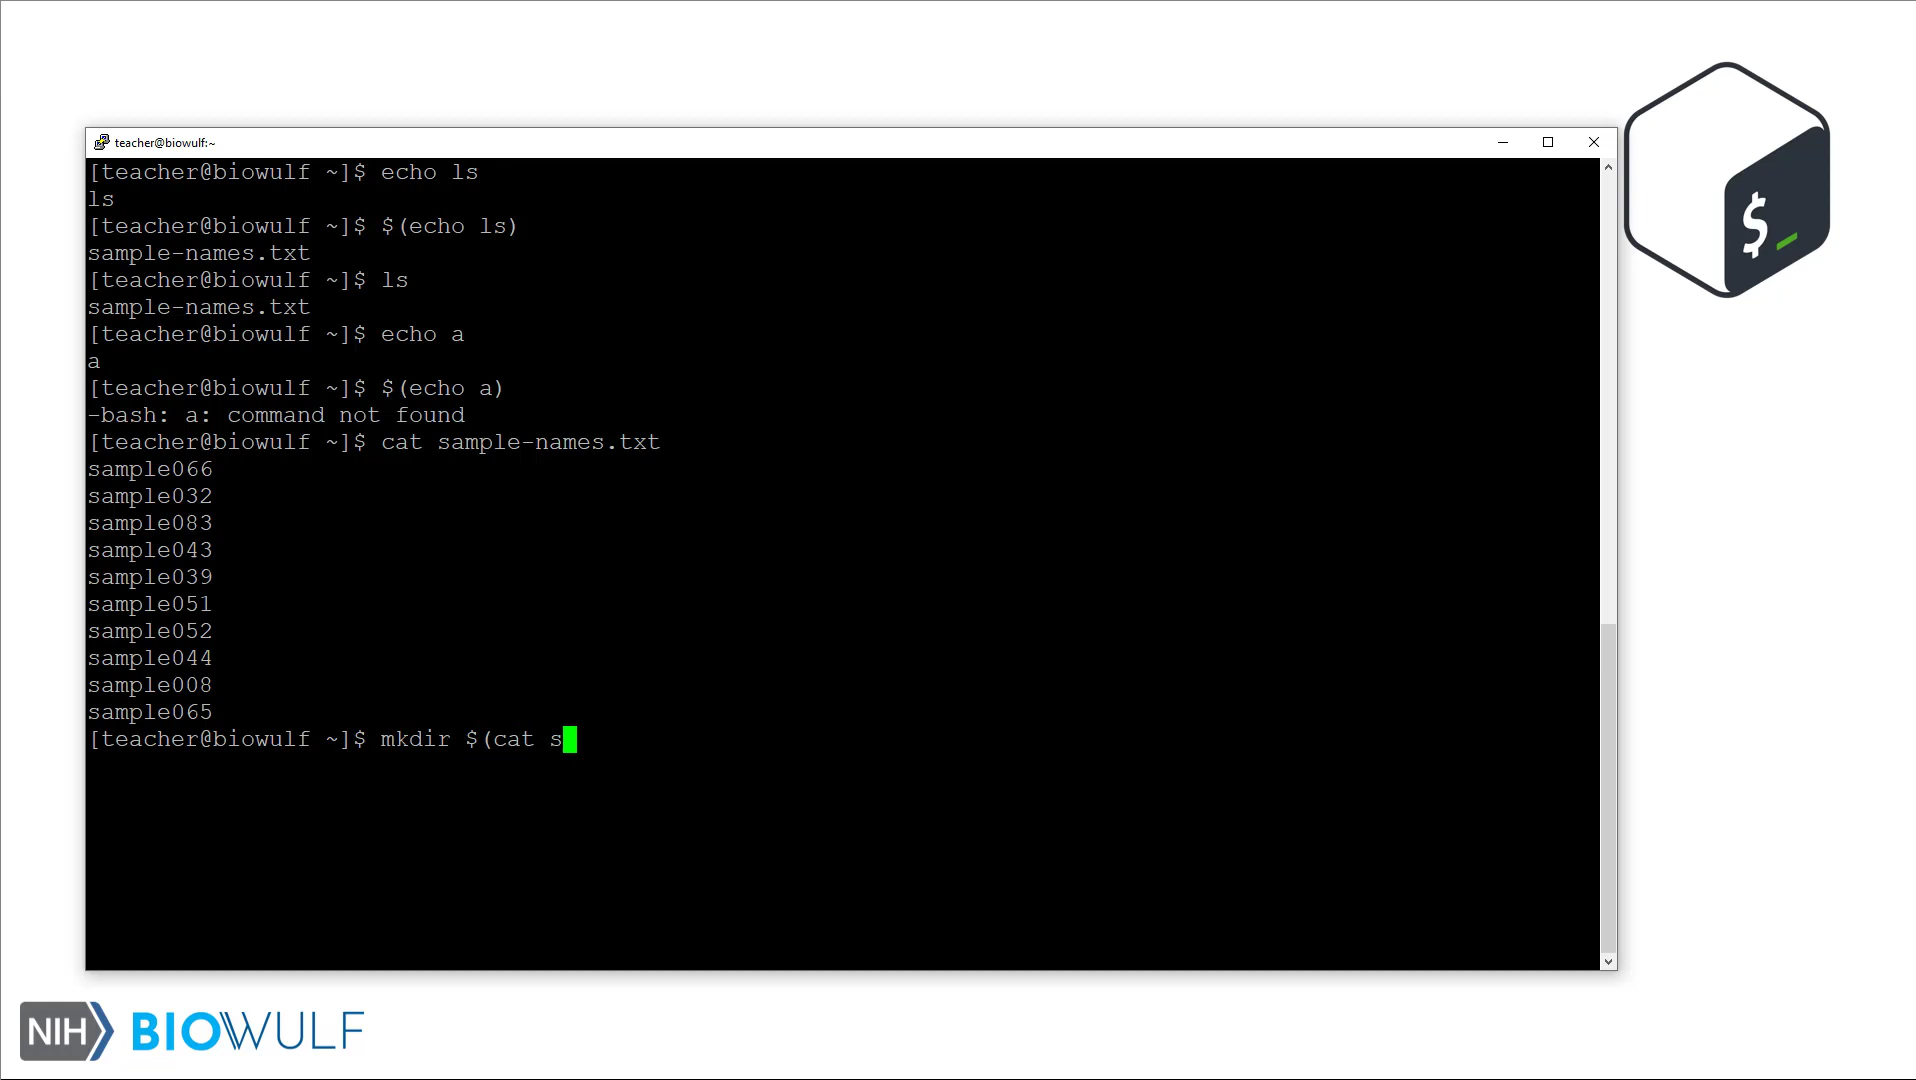 teacher@biowulf:~
[teacher@biowulf ~]$ echo ls
ls
[teacher@biowulf ~]$ $(echo ls)
sample-names.txt
[teacher@biowulf ~]$ ls
sample-names.txt
[teacher@biowulf ~]$ echo a
a
[teacher@biowulf ~]$ $(echo a)
-bash: a: command not found
[teacher@biowulf ~]$ cat sample-names.txt
sample066
sample032
sample083
sample043
sample039
sample051
sample052
sample044
sample008
sample065
[teacher@biowulf ~]$ mkdir $(cat s
$_
NIH BIOWULF